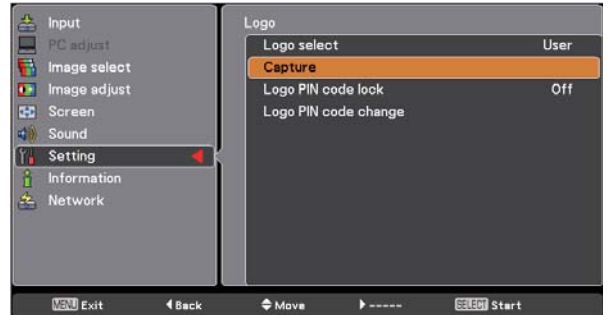 Input
PC adjust
Image select
Image adjust
Screen
Sound
Setting
Information
Network
Logo
Logo select User
Capture
Logo PIN code lock Off
Logo PIN code change
MENU Exit Back Move ----- SELECT Start